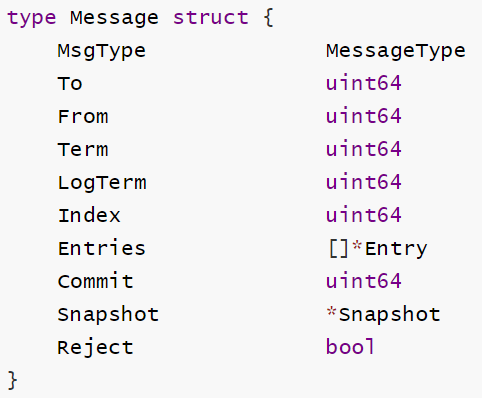 type Message struct {
    MsgType              MessageType
    To                   uint64
    From                 uint64
    Term                 uint64
    LogTerm              uint64
    Index                uint64
    Entries              []*Entry
    Commit               uint64
    Snapshot             *Snapshot
    Reject               bool
}